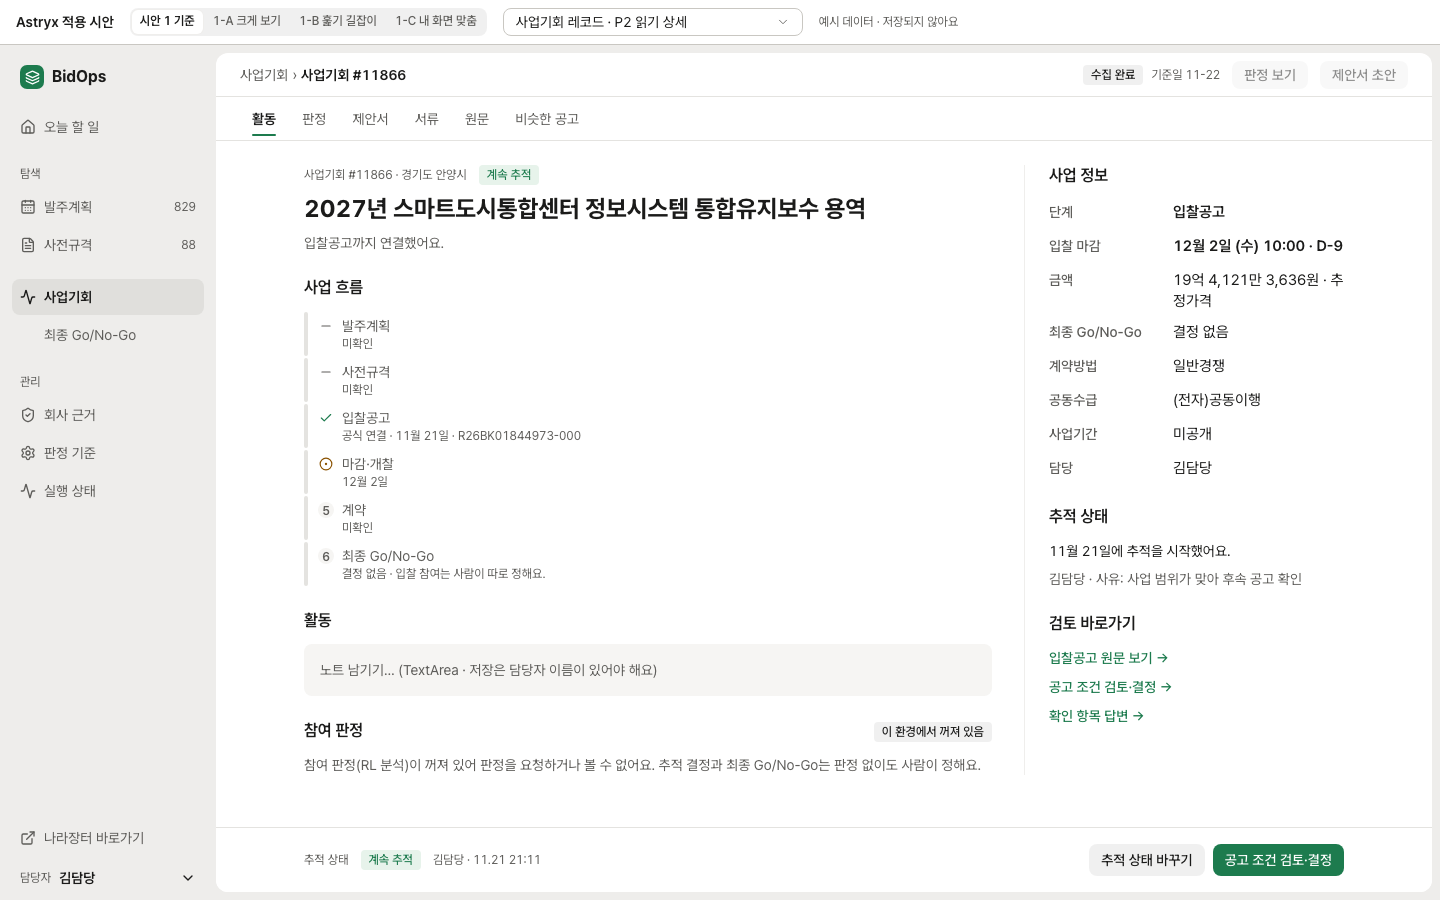 Astryx 적용 시안
시안 1 기준
1-A 크게 보기
1-B 훑기 길잡이
1-C 내 화면 맞춤
사업기회 레코드 · P2 읽기 상세
예시 데이터 · 저장되지 않아요
BidOps
오늘 할 일
탐색
발주계획 829
사전규격 88
사업기회
최종 Go/No-Go
관리
회사 근거
판정 기준
실행 상태
나라장터 바로가기
담당자 김담당
사업기회 › 사업기회 #11866
수집 완료
기준일 11-22
판정 보기
제안서 초안
활동
판정
제안서
서류
원문
비슷한 공고
사업기회 #11866 · 경기도 안양시
계속 추적
2027년 스마트도시통합센터 정보시스템 통합유지보수 용역
입찰공고까지 연결했어요.
사업 흐름
발주계획
미확인
사전규격
미확인
입찰공고
공식 연결 · 11월 21일 · R26BK01844973-000
마감·개찰
12월 2일
5 계약
미확인
6 최종 Go/No-Go
결정 없음 · 입찰 참여는 사람이 따로 정해요.
활동
노트 남기기... (TextArea · 저장은 담당자 이름이 있어야 해요)
참여 판정
이 환경에서 꺼져 있음
참여 판정(RL 분석)이 꺼져 있어 판정을 요청하거나 볼 수 없어요. 추적 결정과 최종 Go/No-Go는 판정 없이도 사람이 정해요.
사업 정보
단계 입찰공고
입찰 마감 12월 2일 (수) 10:00 · D-9
금액 19억 4,121만 3,636원 · 추
정가격
최종 Go/No-Go 결정 없음
계약방법 일반경쟁
공동수급 (전자)공동이행
사업기간 미공개
담당 김담당
추적 상태
11월 21일에 추적을 시작했어요.
김담당 · 사유: 사업 범위가 맞아 후속 공고 확인
검토 바로가기
입찰공고 원문 보기 →
공고 조건 검토·결정 →
확인 항목 답변 →
추적 상태
계속 추적
김담당 · 11.21 21:11
추적 상태 바꾸기
공고 조건 검토·결정